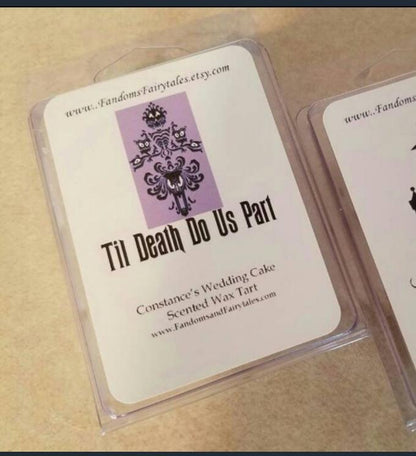 www..FandomsFairytales.etsy.com
Til Death Do Us Part
Constance's Wedding Cake
Scented Wax Tart
www.FandomsandFairytales.com
www..Fandoms